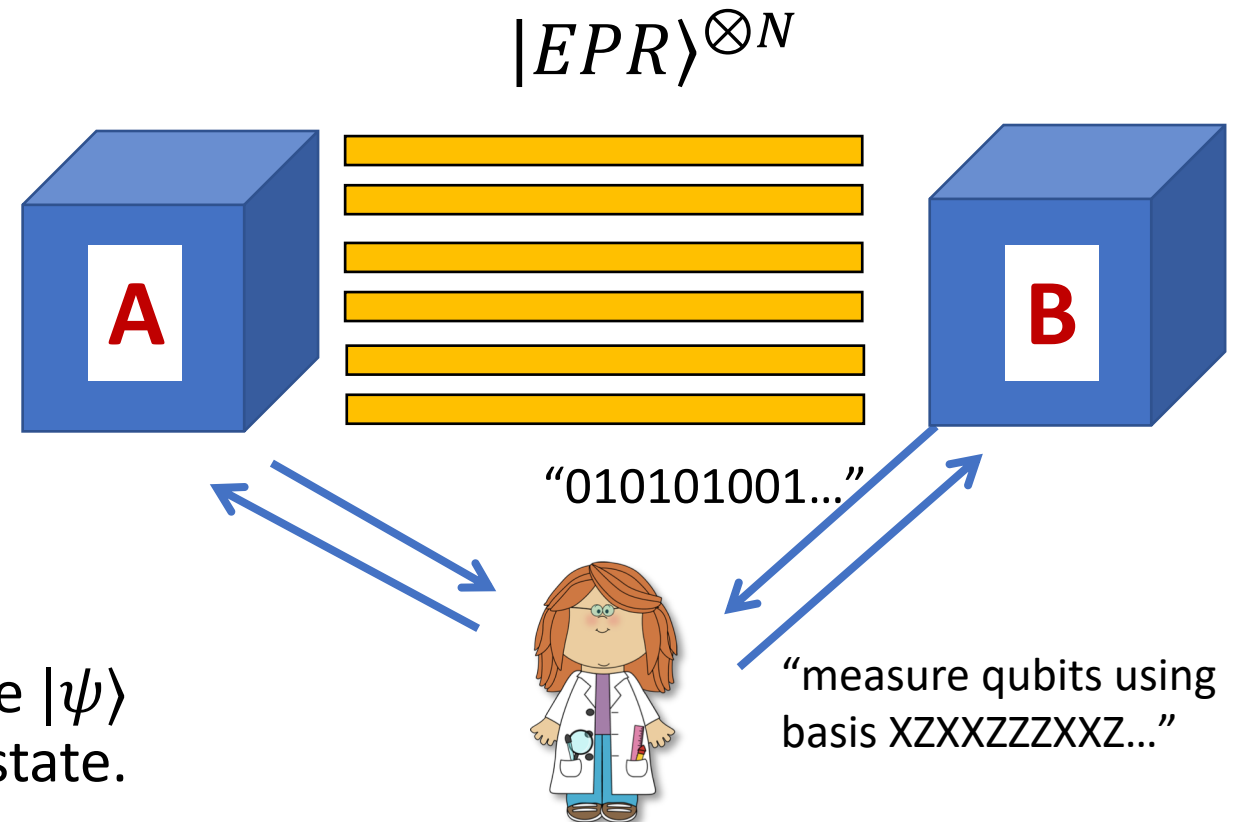 |EPR⟩⊗N
A
B
“010101001...”
e |ψ⟩
state.
“measure qubits using
basis XZXXZZZXXZ...”